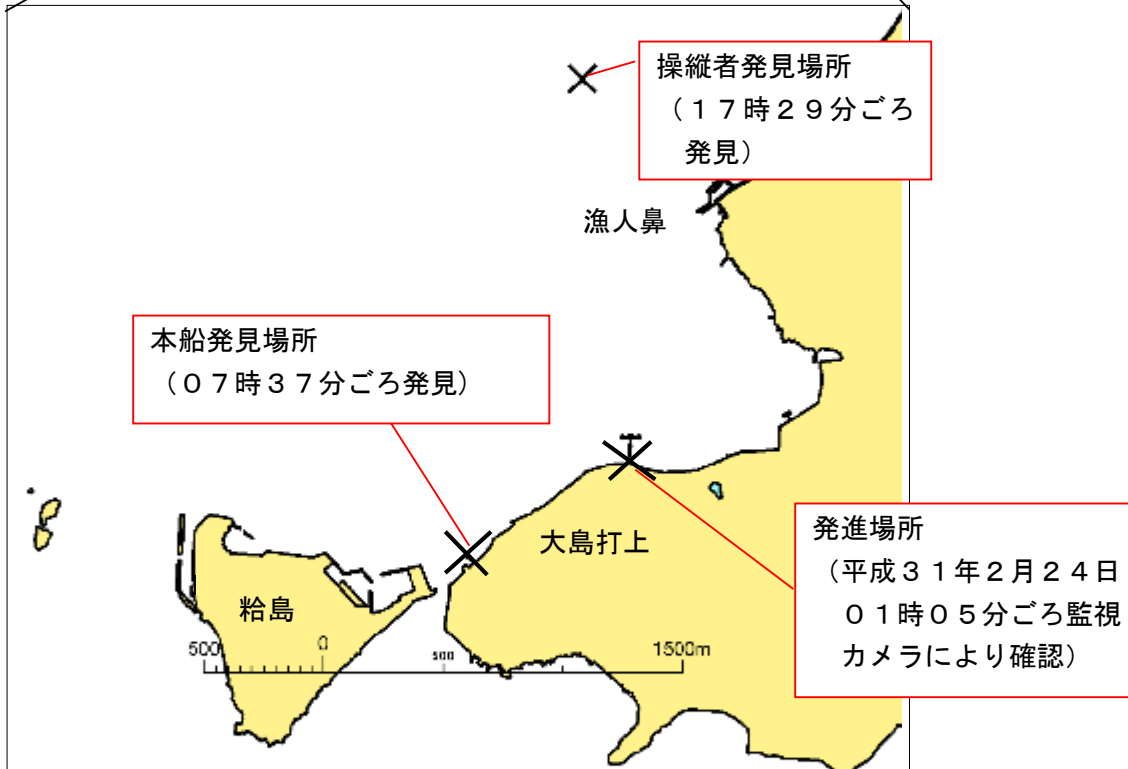 操縦者発見場所
(17時29分ごろ
発見)
漁人鼻
本船発見場所
(07時37分ごろ発見)
大島打上
発進場所
(平成31年2月24日
01時05分ごろ監視
カメラにより確認)
粭島
500 0 500 1500m